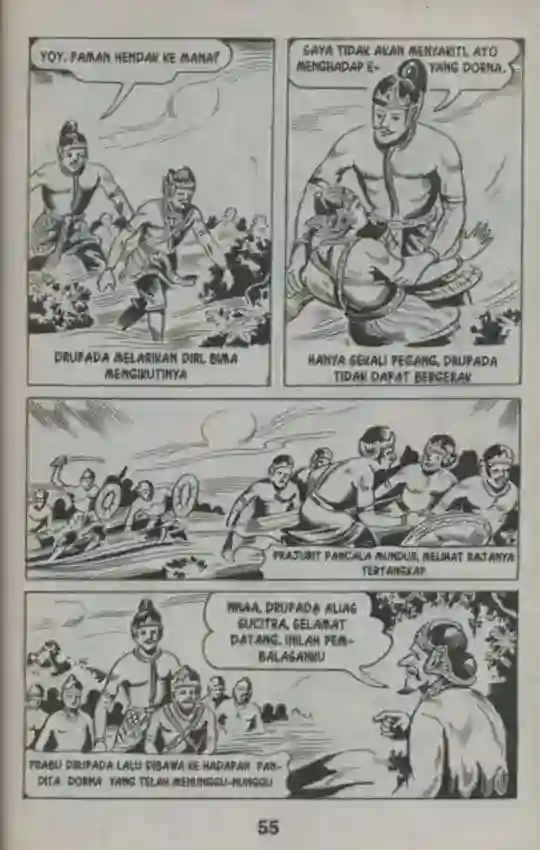 YOY, PAMAN HENDAK KE MANA?
DRUPADA MELARIKAN DIRI, BIMA
MENGIKUTINYA
SAYA TIDAK AKAN MENYAKITI, AYO
MENGHADAP E- YANG DORNA.
HANYA SEKALI PEGANG, DRUPADA
TIDAK DAPAT BERGERAK
PRAJURIT PANCALA MUNDUR, MELIHAT RAJANYA
TERTANGKAP
NNAA, DRUPADA ALIAS
SUCITRA, SELAMAT
DATANG. INILAH PEM-
BALASANKU
PRABU DRUPADA LALU DIBAWA KE HADAPAN PAN-
DITA DORNA YANG TELAH MENUNGGU-NUNGGU
55